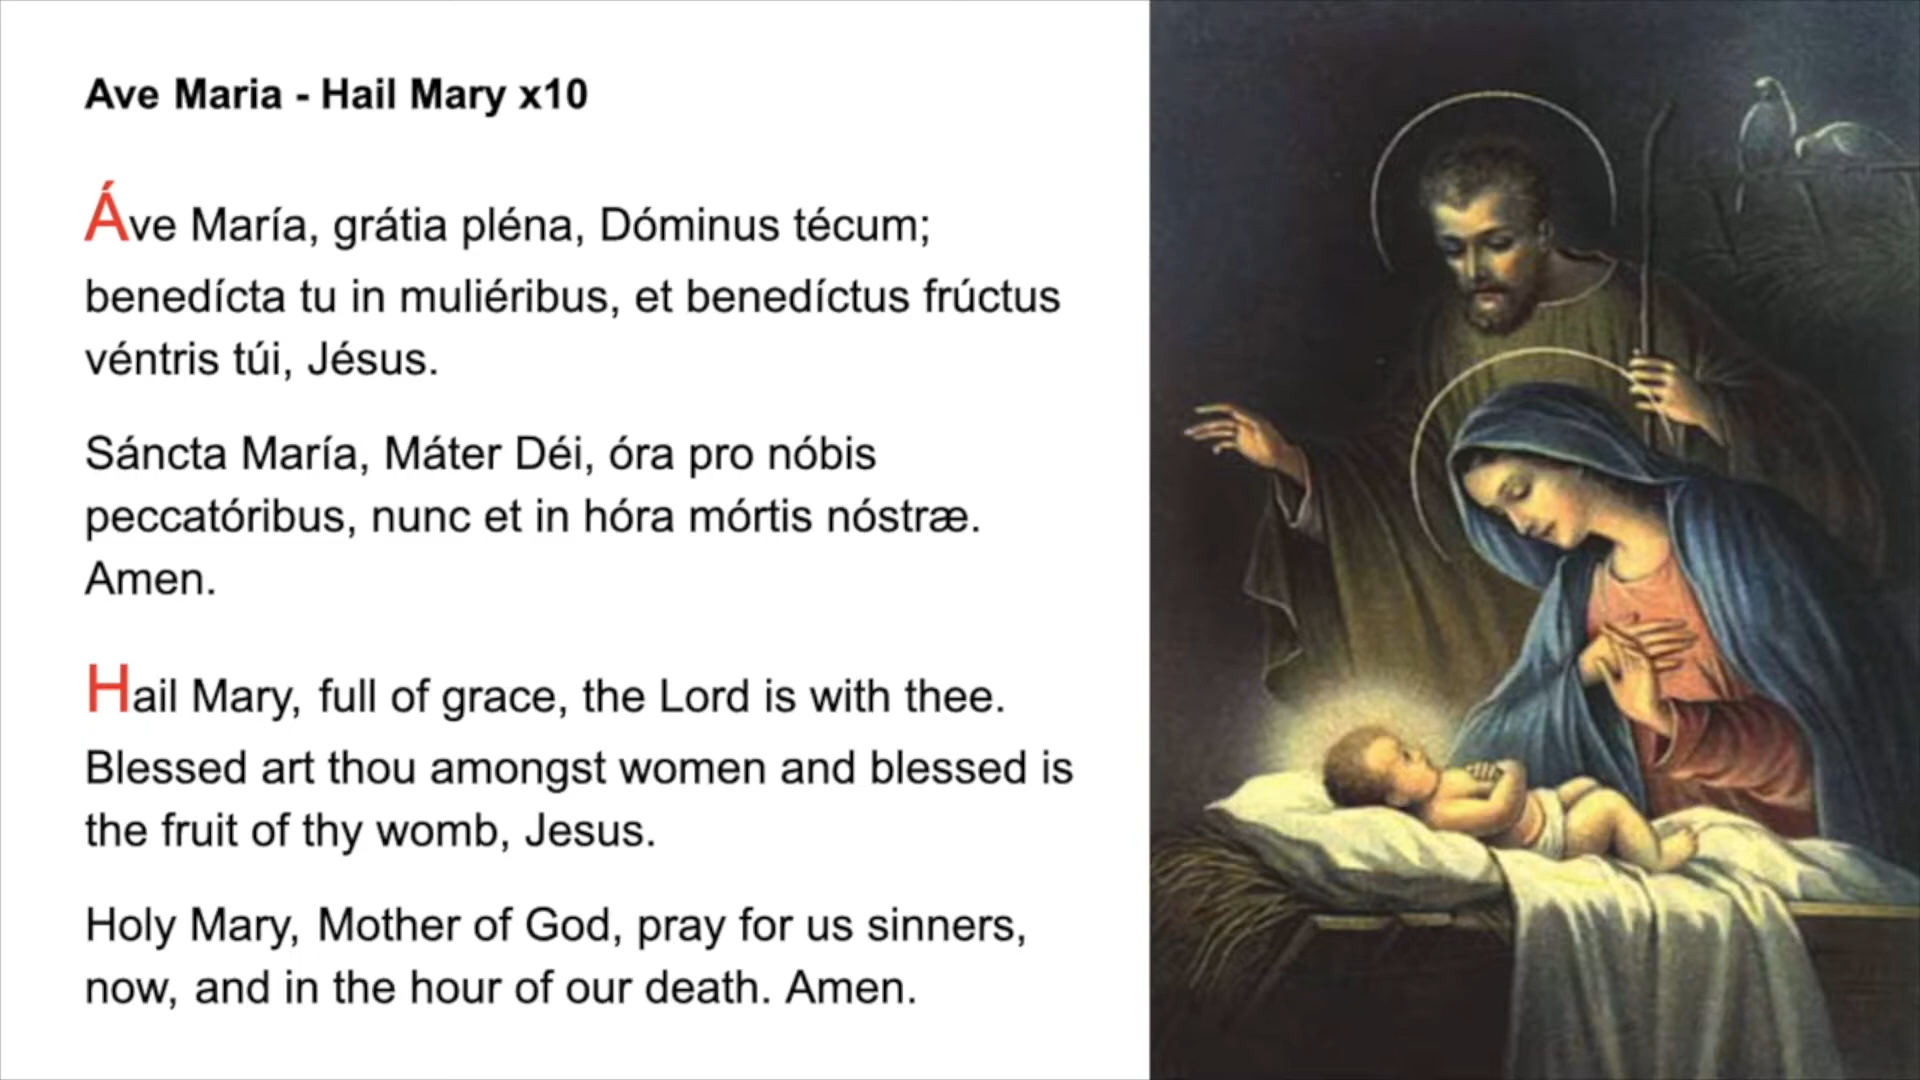 Ave Maria - Hail Mary x10
Áve María, grátia pléna, Dóminus técum;
benedícta tu in muliéribus, et benedíctus frúctus
véntris túi, Jésus.
Sáncta María, Máter Déi, óra pro nóbis
peccatóribus, nunc et in hóra mórtis nóstræ.
Amen.
Hail Mary, full of grace, the Lord is with thee.
Blessed art thou amongst women and blessed is
the fruit of thy womb, Jesus.
Holy Mary, Mother of God, pray for us sinners,
now, and in the hour of our death. Amen.